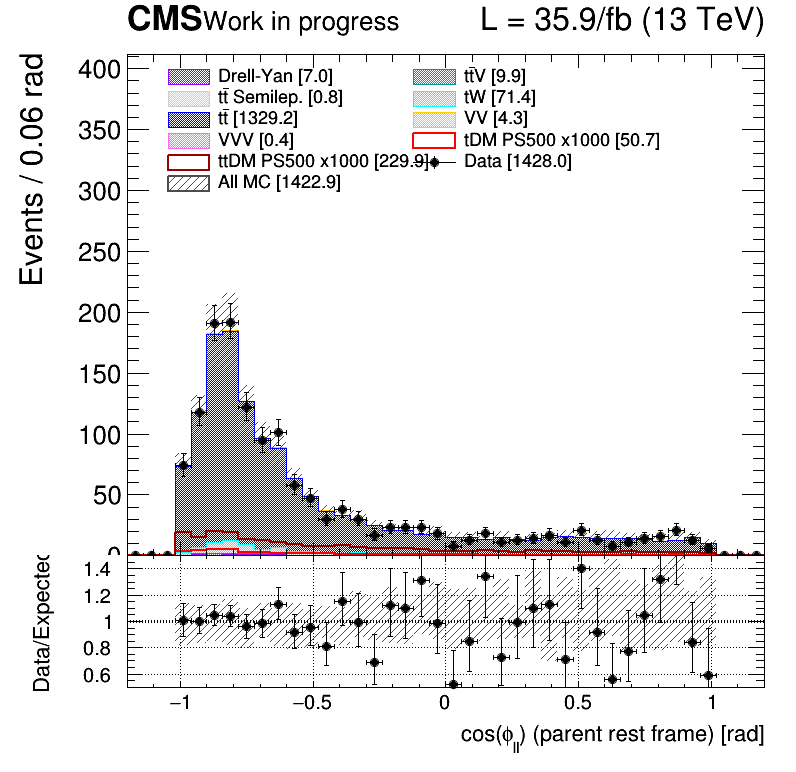 CMS Work in progress L = 35.9/fb (13 TeV)
Events / 0.06 rad
400
350
300
250
200
150
100
50
0
Drell-Yan [7.0] tt̄V [9.9]
tt̄ Semilep. [0.8] tW [71.4]
tt̄ [1329.2] VV [4.3]
VVV [0.4] tDM PS500 x1000 [50.7]
ttDM PS500 x1000 [229.9] Data [1428.0]
All MC [1422.9]
Data/Expected
1.4
1.2
1
0.8
0.6
−1 −0.5 0 0.5 1
cos(ϕ_ll) (parent rest frame) [rad]